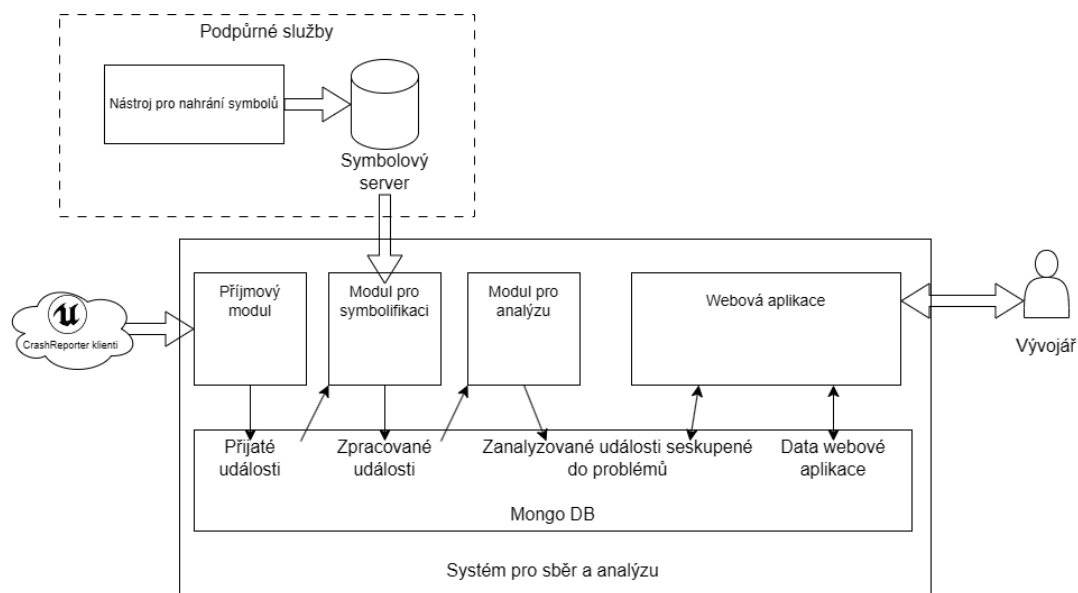 Podpůrné služby
Nástroj pro nahrání symbolů
Symbolový
server
Příjmový
modul
Modul pro
symbolifikaci
Modul pro
analýzu
Webová aplikace
CrashReporter klienti
Vývojář
Přijaté
události
Zpracované
události
Zanalyzované události seskupené
do problémů
Data webové
aplikace
Mongo DB
Systém pro sběr a analýzu